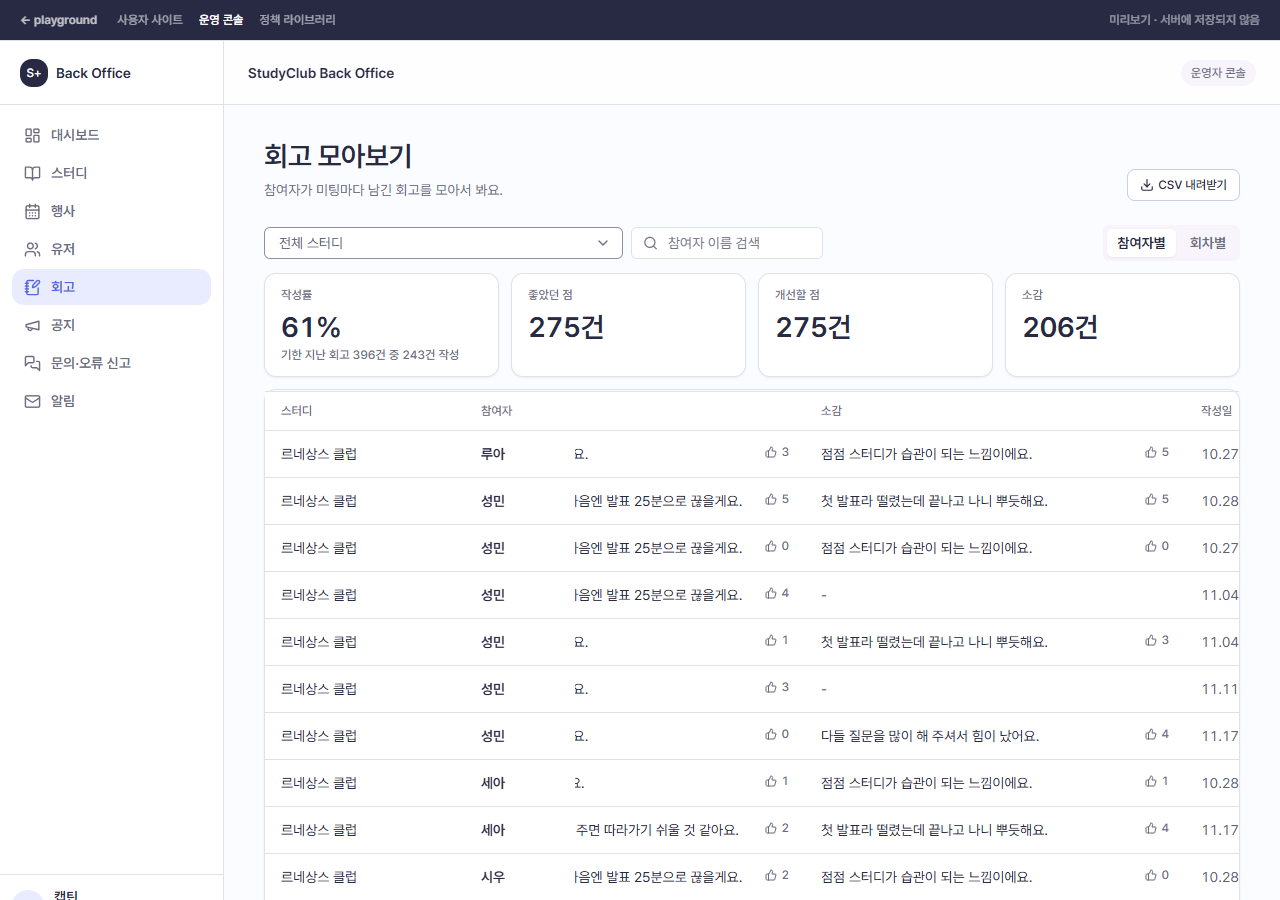 ← playground 사용자 사이트 운영 콘솔 정책 라이브러리 미리보기 · 서버에 저장되지 않음
S+ Back Office
StudyClub Back Office
운영자 콘솔
대시보드
스터디
행사
유저
회고
공지
문의·오류 신고
알림
캡틴
회고 모아보기
참여자가 미팅마다 남긴 회고를 모아서 봐요.
CSV 내려받기
전체 스터디
참여자 이름 검색
참여자별 회차별
작성률
61%
기한 지난 회고 396건 중 243건 작성
좋았던 점
275건
개선할 점
275건
소감
206건
스터디 참여자 소감 작성일
르네상스 클럽 루아 요. 3 점점 스터디가 습관이 되는 느낌이에요. 5 10.27
르네상스 클럽 성민 음엔 발표 25분으로 끊을게요. 5 첫 발표라 떨렸는데 끝나고 나니 뿌듯해요. 5 10.28
르네상스 클럽 성민 음엔 발표 25분으로 끊을게요. 0 점점 스터디가 습관이 되는 느낌이에요. 0 10.27
르네상스 클럽 성민 음엔 발표 25분으로 끊을게요. 4 - 11.04
르네상스 클럽 성민 요. 1 첫 발표라 떨렸는데 끝나고 나니 뿌듯해요. 3 11.04
르네상스 클럽 성민 요. 3 - 11.11
르네상스 클럽 성민 요. 0 다들 질문을 많이 해 주셔서 힘이 났어요. 4 11.17
르네상스 클럽 세아 요. 1 점점 스터디가 습관이 되는 느낌이에요. 1 10.28
르네상스 클럽 세아 주면 따라가기 쉬울 것 같아요. 2 첫 발표라 떨렸는데 끝나고 나니 뿌듯해요. 4 11.17
르네상스 클럽 시우 음엔 발표 25분으로 끊을게요. 2 점점 스터디가 습관이 되는 느낌이에요. 0 10.28